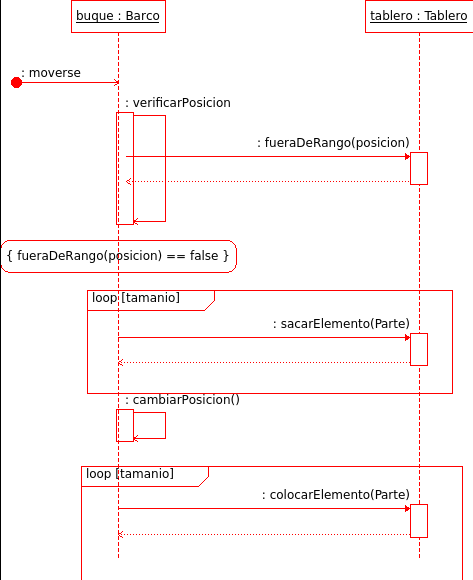 buque : Barco
tablero : Tablero
: moverse
: verificarPosicion
: fueraDeRango(posicion)
{ fueraDeRango(posicion) == false }
loop [tamanio]
: sacarElemento(Parte)
: cambiarPosicion()
loop [tamanio]
: colocarElemento(Parte)